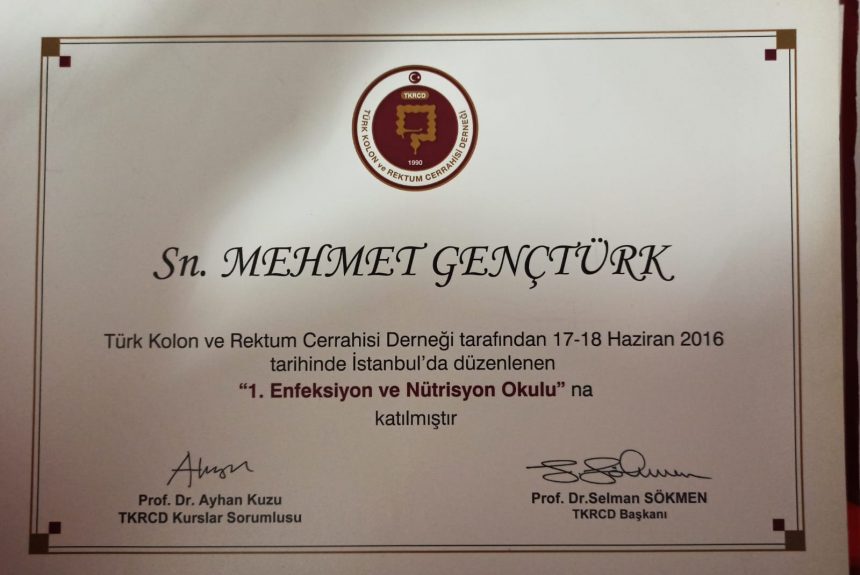 TKRCD
TÜRK KOLON ve REKTUM CERRAHİSİ DERNEĞİ
1990
Sn. MEHMET GENÇTÜRK
Türk Kolon ve Rektum Cerrahisi Derneği tarafından 17-18 Haziran 2016
tarihinde İstanbul'da düzenlenen
“1. Enfeksiyon ve Nütrisyon Okulu” na
katılmıştır
Prof. Dr. Ayhan Kuzu
TKRCD Kurslar Sorumlusu
Prof. Dr.Selman SÖKMEN
TKRCD Başkanı